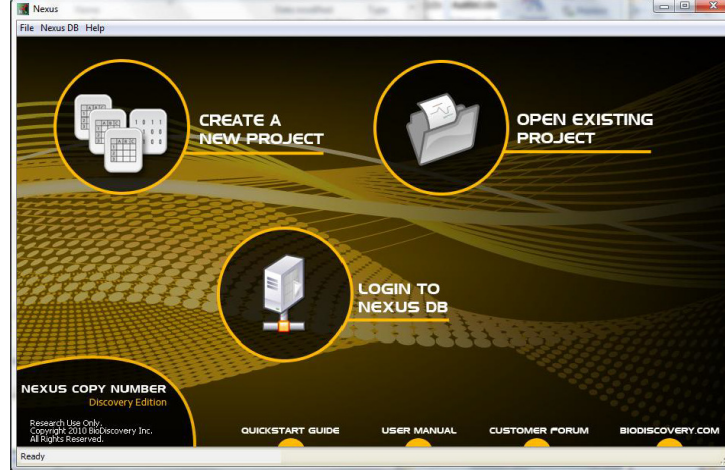 Nexus
File Nexus DB Help
CREATE A
NEW PROJECT
OPEN EXISTING
PROJECT
LOGIN TO
NEXUS DB
NEXUS COPY NUMBER
Discovery Edition
Research Use Only.
Copyright 2010 BioDiscovery Inc.
All Rights Reserved.
QUICKSTART GUIDE
USER MANUAL
CUSTOMER FORUM
BIODISCOVERY.COM
Ready